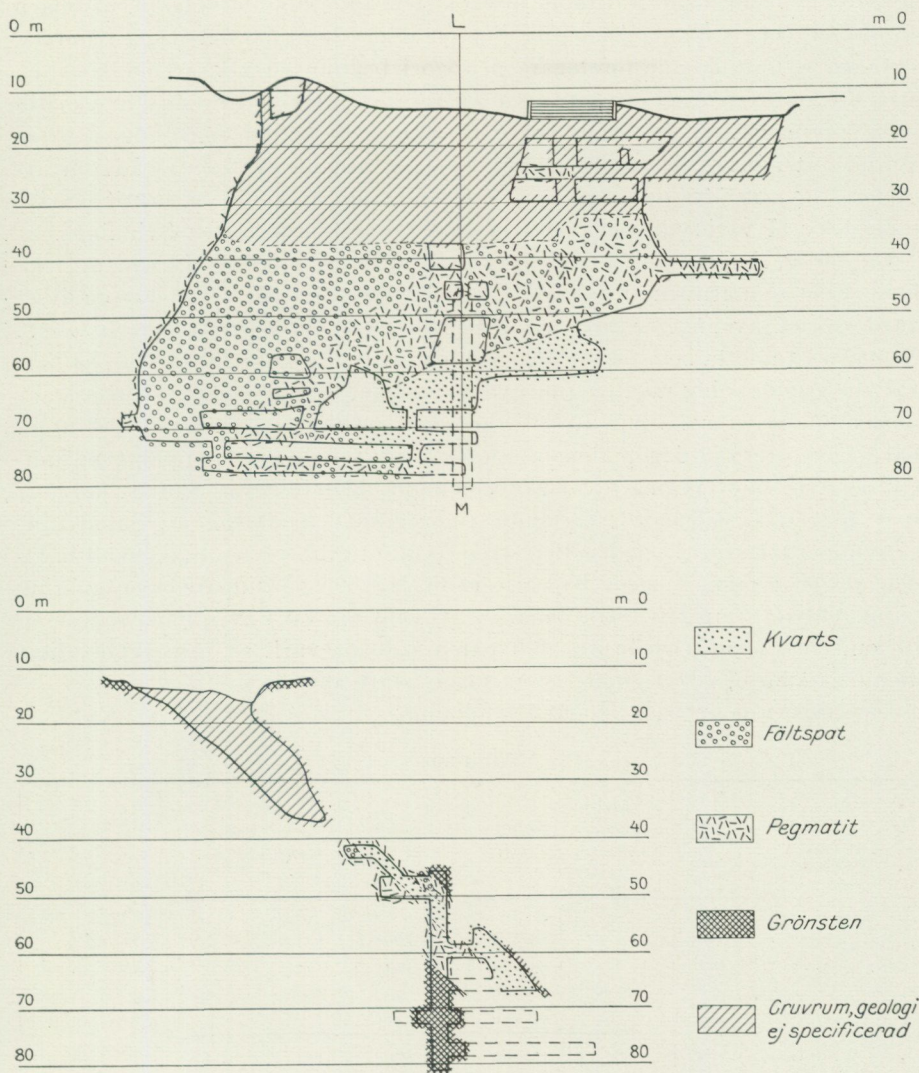 L
0 m m 0
10 10
20 20
30 30
40 40
50 50
60 60
70 70
80 80
M
0 m m 0
10 10
20 20
30 30
40 40
50 50
60 60
70 70
80 80
Kvarts
Fältspat
Pegmatit
Grönsten
Gruvrum, geologi
ej specificerad